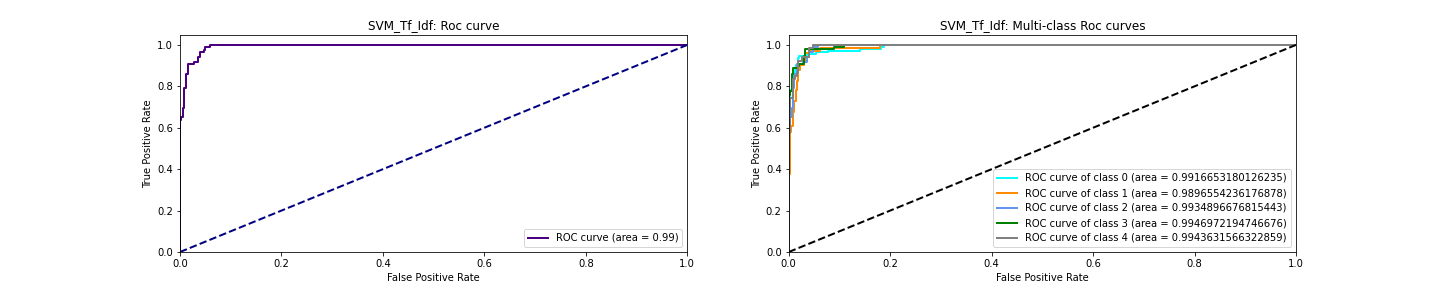 SVM_Tf_Idf: Roc curve
1.0
0.8
0.6
0.4
0.2
0.0
True Positive Rate
ROC curve (area = 0.99)
0.0 0.2 0.4 0.6 0.8 1.0
False Positive Rate
SVM_Tf_Idf: Multi-class Roc curves
1.0
0.8
0.6
0.4
0.2
0.0
True Positive Rate
ROC curve of class 0 (area = 0.9916653180126235)
ROC curve of class 1 (area = 0.9896554236176878)
ROC curve of class 2 (area = 0.9934896676815443)
ROC curve of class 3 (area = 0.9946972194746676)
ROC curve of class 4 (area = 0.9943631566322859)
0.0 0.2 0.4 0.6 0.8 1.0
False Positive Rate